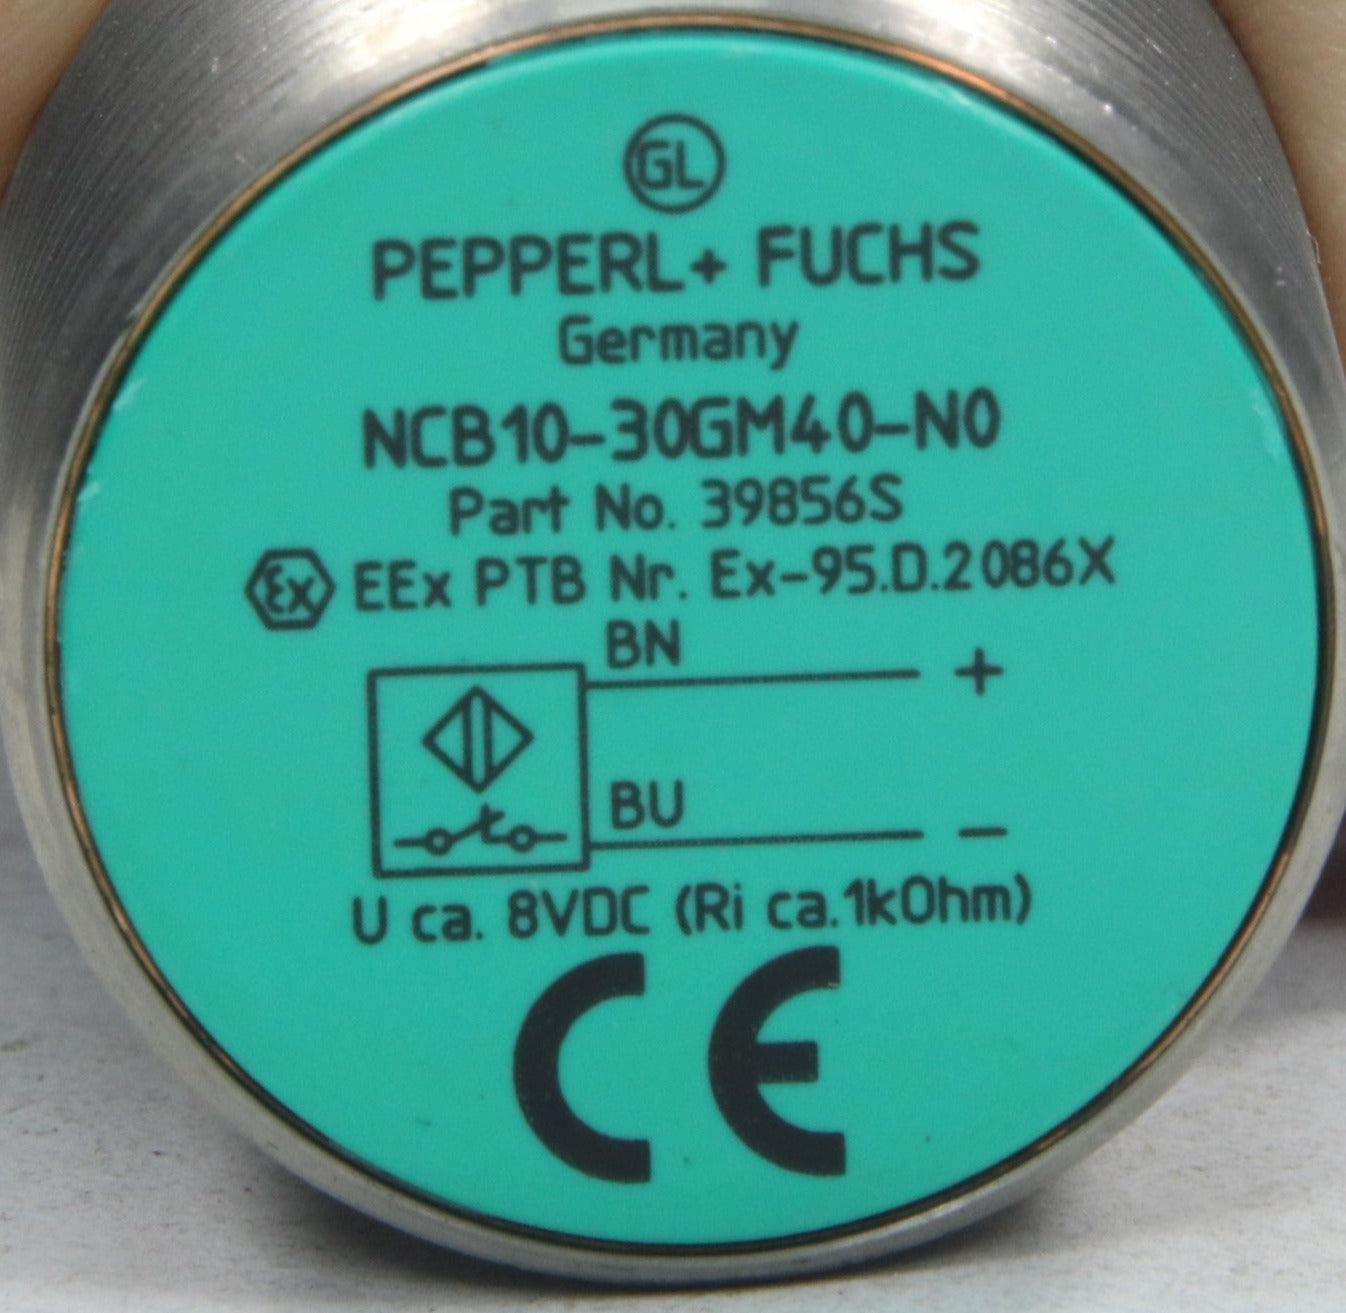 GL
PEPPERL+ FUCHS
Germany
NCB10-30GM40-N0
Part No. 39856S
Ex EEx PTB Nr. Ex-95.D.2086X
BN
+
BU
−
U ca. 8VDC (Ri ca.1kOhm)
CE